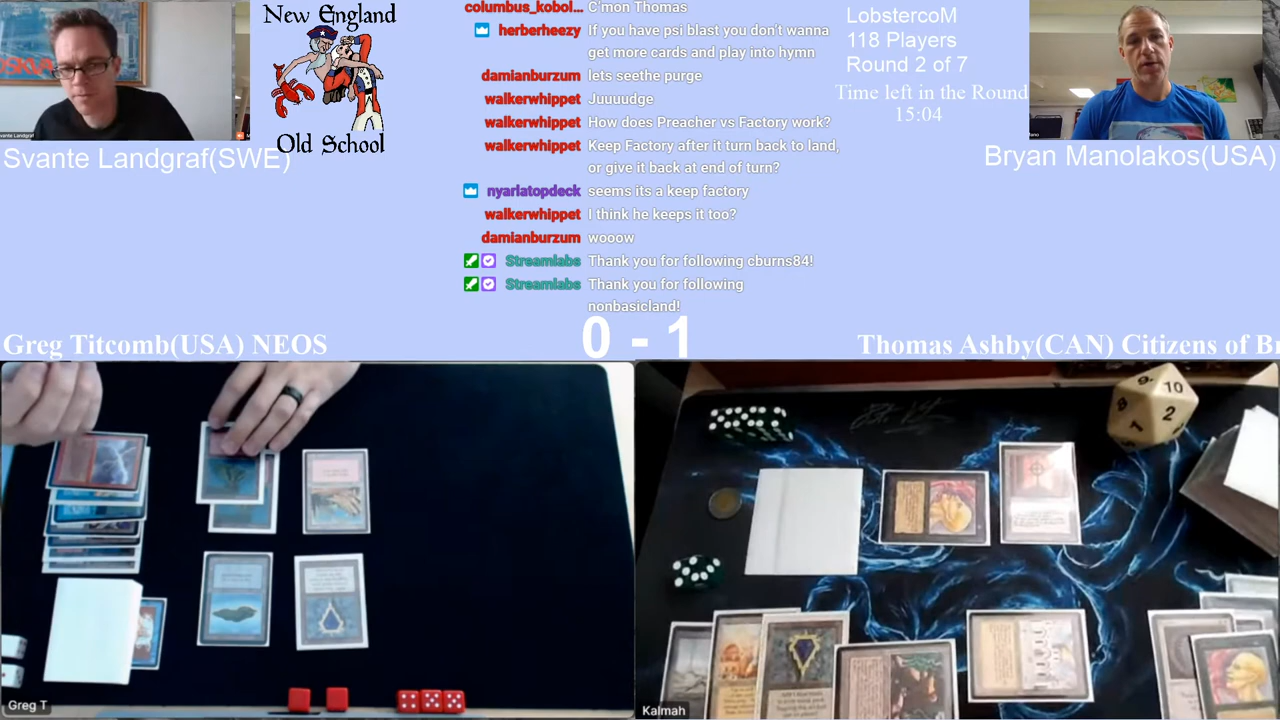 Svante Landgraf(SWE)
New England
Old School
columbus_kobol... C'mon Thomas
herberheezy If you have psi blast you don't wanna
get more cards and play into hymn
damianburzum lets seethe purge
walkerwhippet Juuuudge
walkerwhippet How does Preacher vs Factory work?
walkerwhippet Keep Factory after it turn back to land,
or give it back at end of turn?
nyarlatopdeck seems its a keep factory
walkerwhippet I think he keeps it too?
damianburzum wooow
Streamlabs Thank you for following cburns84!
Streamlabs Thank you for following
nonbasicland!
LobstercoM
118 Players
Round 2 of 7
Time left in the Round
15:04
Bryan Manolakos(USA)
Greg Titcomb(USA) NEOS
0 - 1
Thomas Ashby(CAN) Citizens of Br
Greg T
Kalmah
10
2